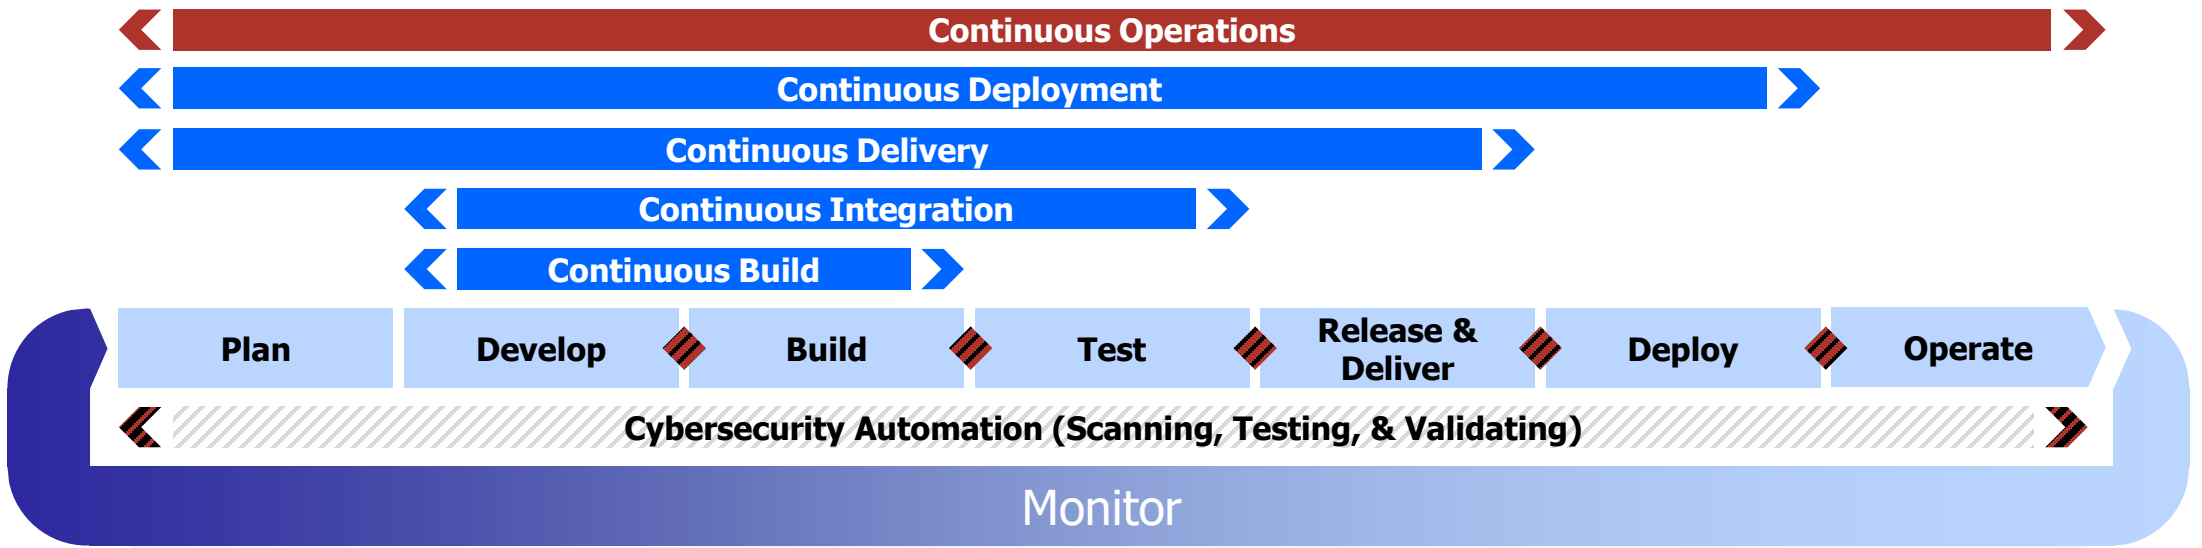 Continuous Operations
Continuous Deployment
Continuous Delivery
Continuous Integration
Continuous Build
Plan
Develop
Build
Test
Release &
Deliver
Deploy
Operate
Cybersecurity Automation (Scanning, Testing, & Validating)
Monitor